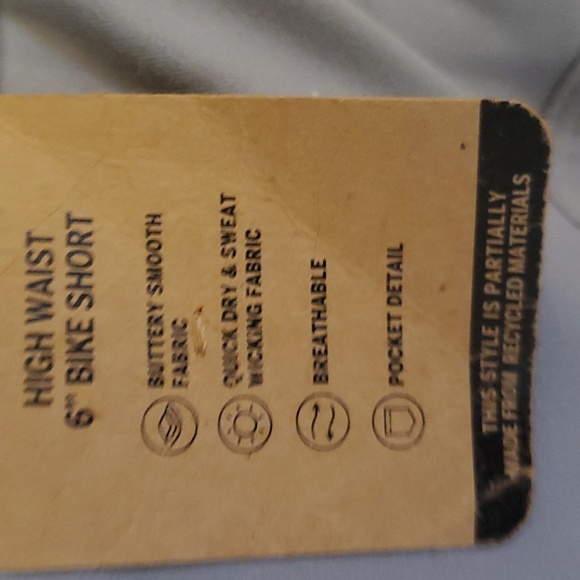 HIGH WAIST
6"" BIKE SHORT
BUTTERY SMOOTH
FABRIC
QUICK DRY & SWEAT
WICKING FABRIC
BREATHABLE
POCKET DETAIL
THIS STYLE IS PARTIALLY
MADE FROM RECYCLED MATERIALS